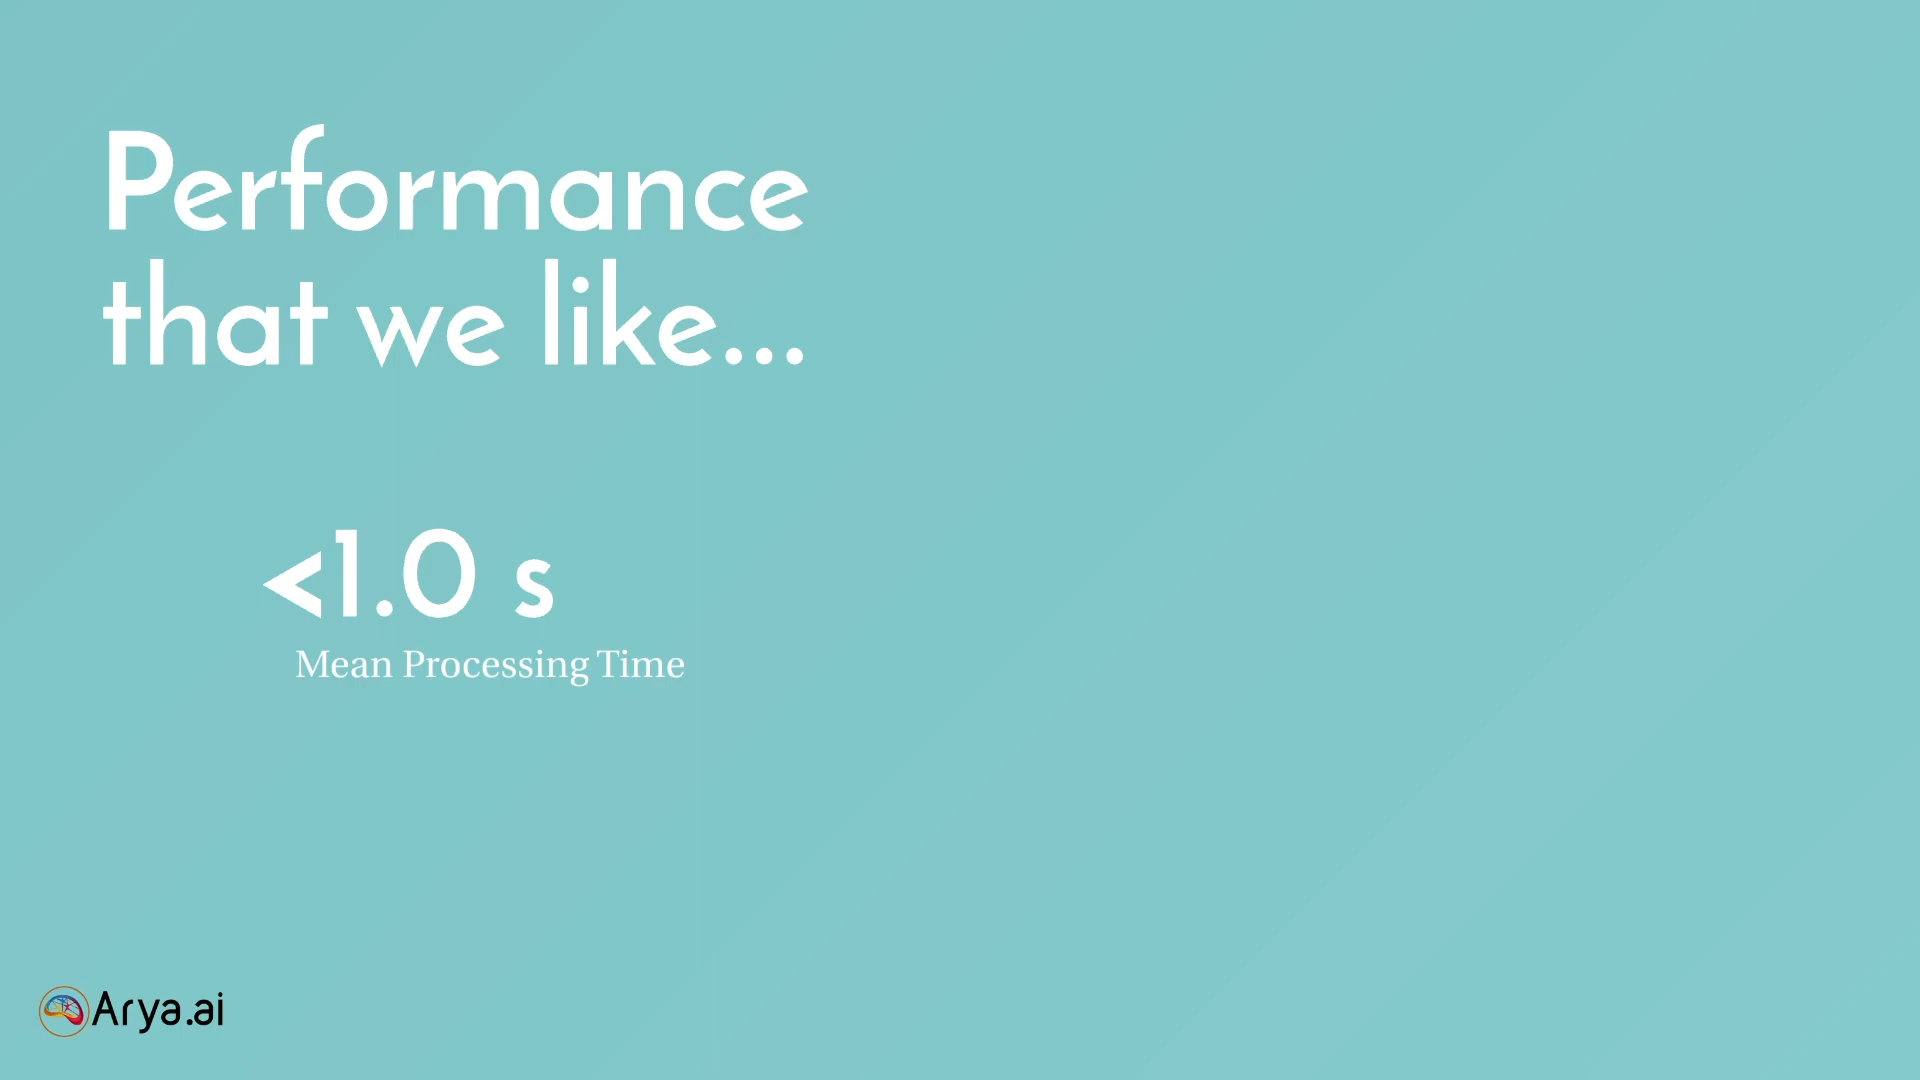 Performance
that we like...
<1.0 s
Mean Processing Time
Arya.ai